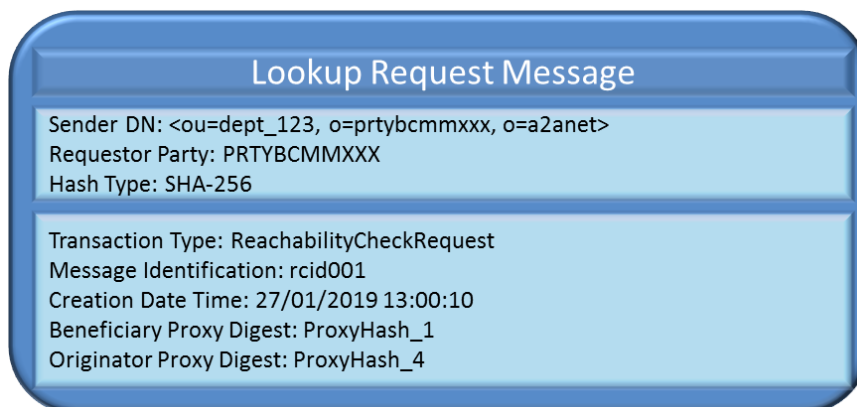 Lookup Request Message
Sender DN: <ou=dept_123, o=prtybcmmxxx, o=a2anet>
Requestor Party: PRTYBCMMXXX
Hash Type: SHA-256
Transaction Type: ReachabilityCheckRequest
Message Identification: rcid001
Creation Date Time: 27/01/2019 13:00:10
Beneficiary Proxy Digest: ProxyHash_1
Originator Proxy Digest: ProxyHash_4